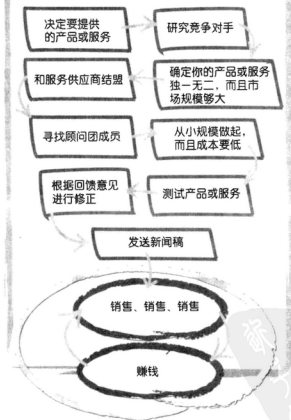 决定要提供
的产品或服务
研究竞争对手
确定你的产品或服务
独一无二，而且市
场规模够大
和服务供应商结盟
寻找顾问团成员
从小规模做起，
而且成本要低
测试产品或服务
根据回馈意见
进行修正
发送新闻稿
销售、销售、销售
赚钱